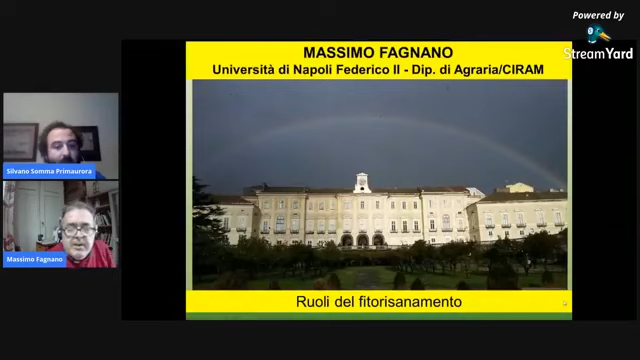 Powered by
StreamYard
MASSIMO FAGNANO
Università di Napoli Federico II - Dip. di Agraria/CIRAM
Silvano Somma Primaurora
Massimo Fagnano
Ruoli del fitorisanamento